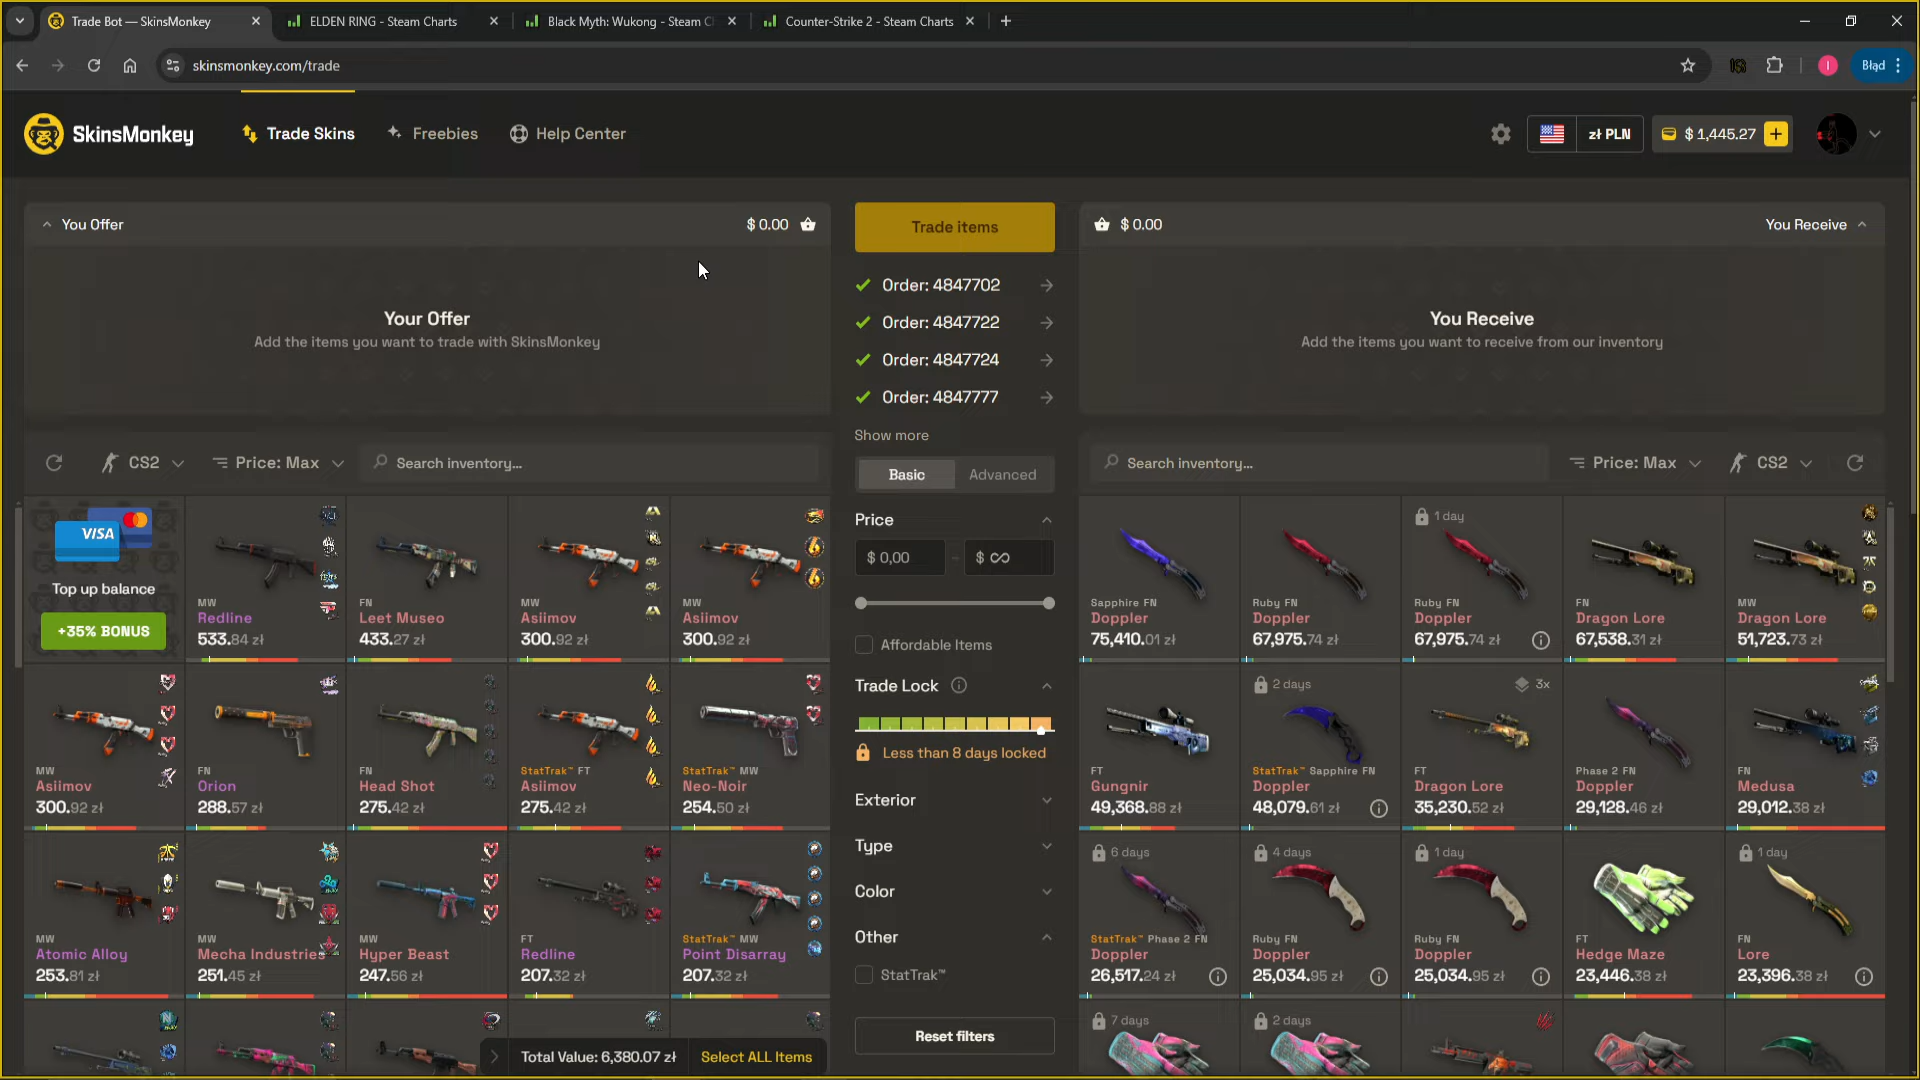 Trade Bot — SkinsMonkey
ELDEN RING - Steam Charts
Black Myth: Wukong - Steam C
Counter-Strike 2 - Steam Charts
skinsmonkey.com/trade
Błąd
SkinsMonkey
Trade Skins
Freebies
Help Center
zł PLN
$ 1,445.27
You Offer
$ 0.00
Trade items
$ 0.00
You Receive
Your Offer
Add the items you want to trade with SkinsMonkey
Order: 4847702
Order: 4847722
Order: 4847724
Order: 4847777
Show more
You Receive
Add the items you want to receive from our inventory
CS2
Price: Max
Search inventory...
Basic
Advanced
Search inventory...
Price: Max
CS2
VISA
Top up balance
+35% BONUS
MW
Redline
533.84 zł
FN
Leet Museo
433.27 zł
MW
Asiimov
300.92 zł
MW
Asiimov
300.92 zł
MW
Asiimov
300.92 zł
FN
Orion
288.57 zł
FN
Head Shot
275.42 zł
StatTrak™ FT
Asiimov
275.42 zł
StatTrak™ MW
Neo-Noir
254.50 zł
MW
Atomic Alloy
253.81 zł
MW
Mecha Industries
251.45 zł
MW
Hyper Beast
247.56 zł
FT
Redline
207.32 zł
StatTrak™ MW
Point Disarray
207.32 zł
Total Value: 6,380.07 zł
Select ALL Items
Price
$ 0,00
-
$ ∞
Affordable Items
Trade Lock
Less than 8 days locked
Exterior
Type
Color
Other
StatTrak™
Reset filters
Sapphire FN
Doppler
75,410.01 zł
Ruby FN
Doppler
67,975.74 zł
1 day
Ruby FN
Doppler
67,975.74 zł
FN
Dragon Lore
67,538.31 zł
MW
Dragon Lore
51,723.73 zł
FT
Gungnir
49,368.88 zł
2 days
StatTrak™ Sapphire FN
Doppler
48,079.61 zł
3x
FT
Dragon Lore
35,230.52 zł
Phase 2 FN
Doppler
29,128.46 zł
FN
Medusa
29,012.38 zł
6 days
StatTrak™ Phase 2 FN
Doppler
26,517.24 zł
4 days
Ruby FN
Doppler
25,034.95 zł
1 day
Ruby FN
Doppler
25,034.95 zł
FT
Hedge Maze
23,446.38 zł
1 day
FN
Lore
23,396.38 zł
7 days
2 days